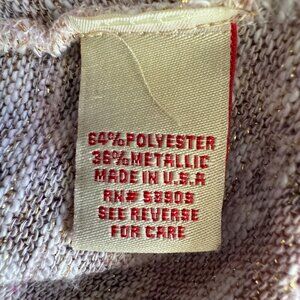 64% POLYESTER
36% METALLIC
MADE IN U.S.A
RN# 58909
SEE REVERSE
FOR CARE